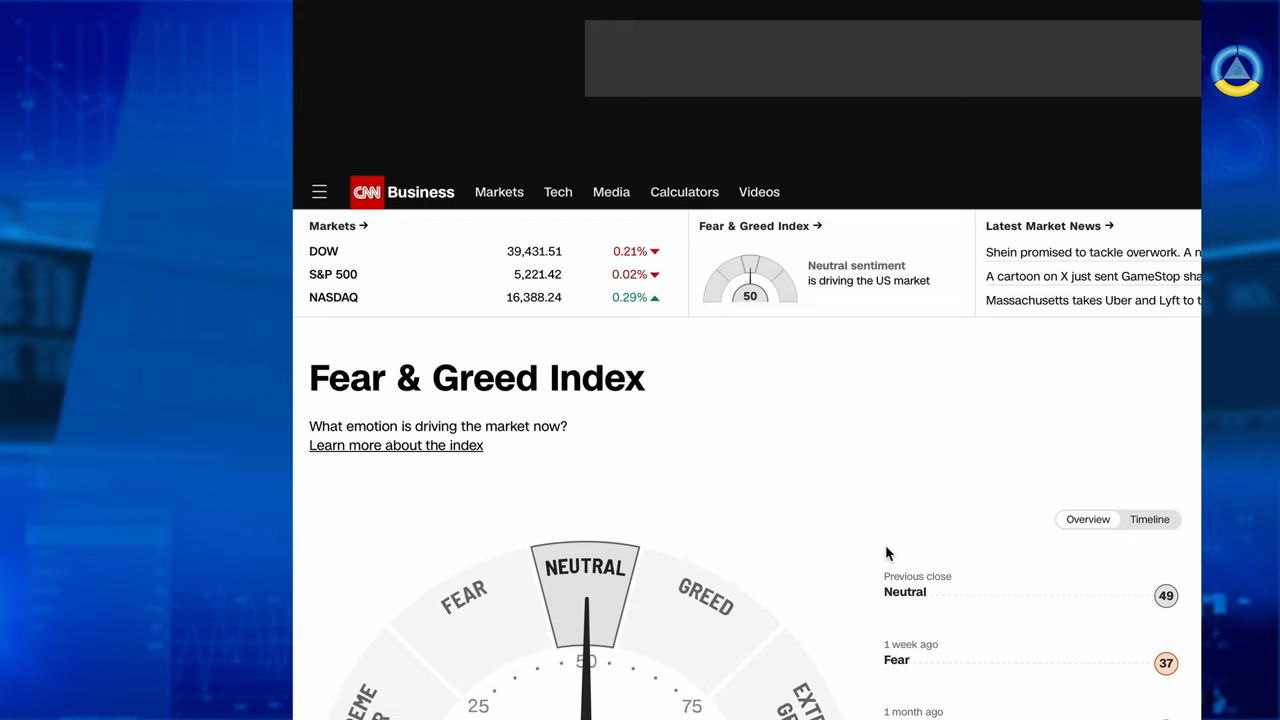 CNN Business Markets Tech Media Calculators Videos
Markets →
DOW 39,431.51 0.21%
S&P 500 5,221.42 0.02%
NASDAQ 16,388.24 0.29%
Fear & Greed Index →
Neutral sentiment
is driving the US market
50
Latest Market News →
Shein promised to tackle overwork. A n
A cartoon on X just sent GameStop sha
Massachusetts takes Uber and Lyft to t
Fear & Greed Index
What emotion is driving the market now?
Learn more about the index
Overview Timeline
FEAR
NEUTRAL
GREED
EME
EXT
50
25
75
Previous close
Neutral 49
1 week ago
Fear 37
1 month ago